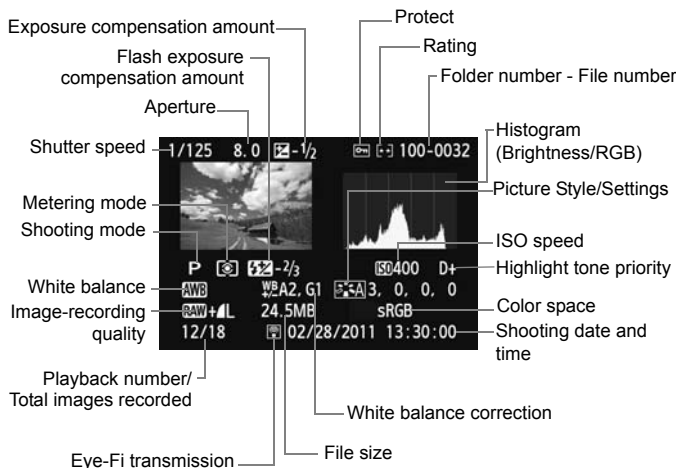 Exposure compensation amount
Flash exposure
compensation amount
Aperture
Shutter speed
Metering mode
Shooting mode
White balance
Image-recording
quality
Playback number/
Total images recorded
Eye-Fi transmission
File size
White balance correction
Protect
Rating
Folder number - File number
Histogram
(Brightness/RGB)
Picture Style/Settings
ISO speed
Highlight tone priority
Color space
Shooting date and
time
1/125 8.0 -1/2 100-0032
P -2/3 ISO 400 D+
AWB WB+/- A2, G1 A 3, 0, 0, 0
RAW+L 24.5MB sRGB
12/18 02/28/2011 13:30:00